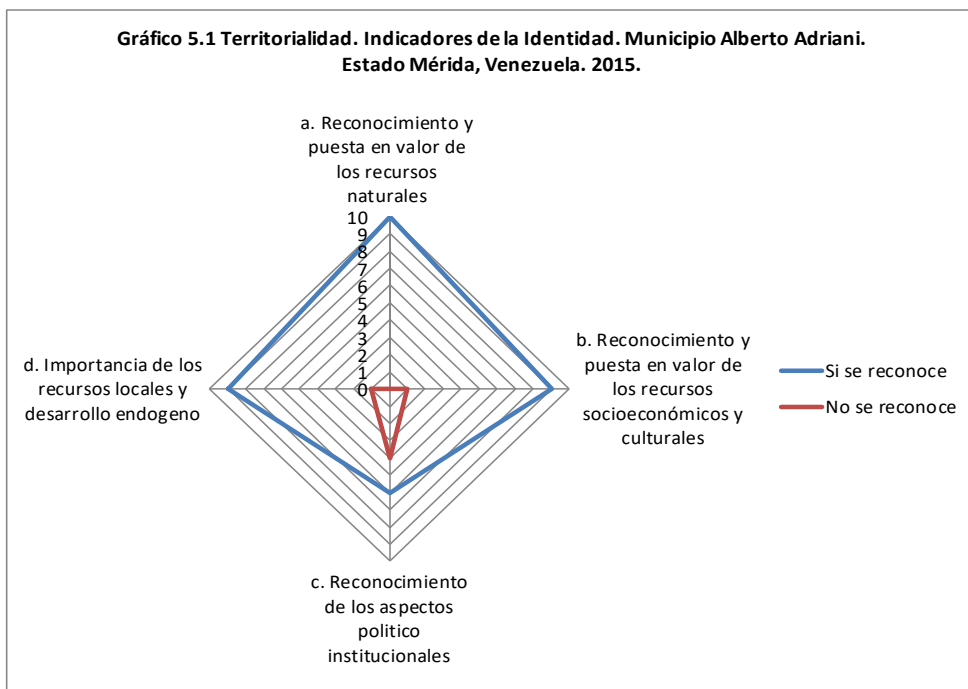 Gráfico 5.1 Territorialidad. Indicadores de la Identidad. Municipio Alberto Adriani.
Estado Mérida, Venezuela. 2015.
a. Reconocimiento y
puesta en valor de
los recursos
naturales
10
9
8
7
6
5
4
3
2
1
0
b. Reconocimiento y
puesta en valor de
los recursos
socioeconómicos y
culturales
c. Reconocimiento
de los aspectos
politico
institucionales
d. Importancia de los
recursos locales y
desarrollo endogeno
Si se reconoce
No se reconoce